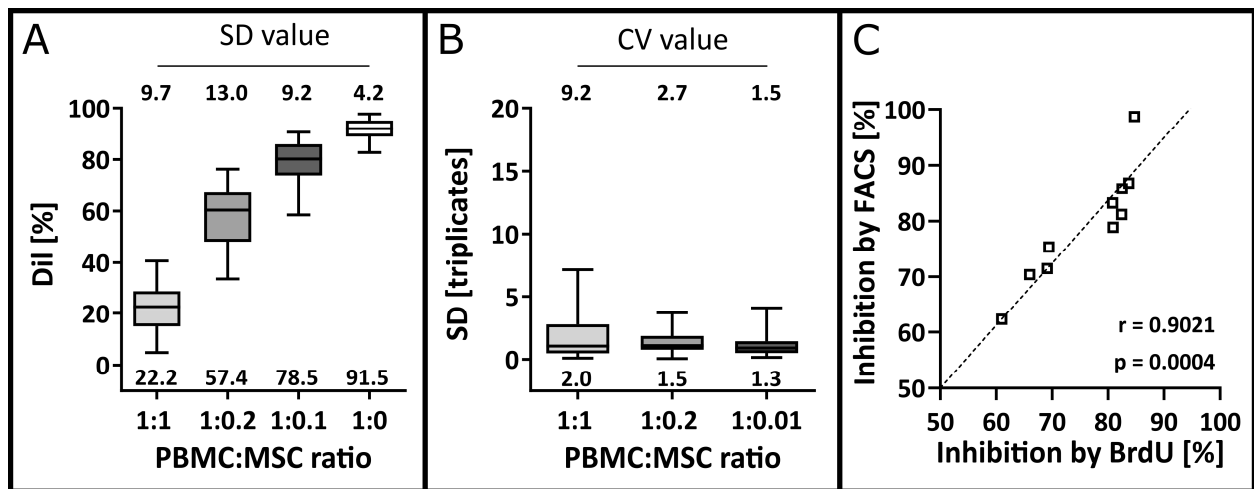 A
SD value
9.7 13.0 9.2 4.2
100
80
60
40
20
0
Dil [%]
22.2 57.4 78.5 91.5
1:1 1:0.2 1:0.1 1:0
PBMC:MSC ratio
B
CV value
9.2 2.7 1.5
20
15
10
5
0
SD [triplicates]
2.0 1.5 1.3
1:1 1:0.2 1:0.01
PBMC:MSC ratio
C
100
90
80
70
60
50
Inhibition by FACS [%]
r = 0.9021
p = 0.0004
50 60 70 80 90 100
Inhibition by BrdU [%]